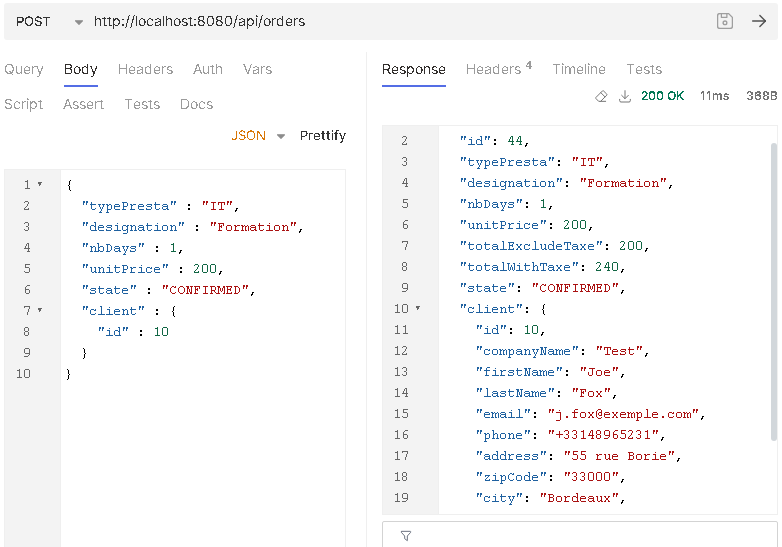 POST http://localhost:8080/api/orders
Query Body Headers Auth Vars
Script Assert Tests Docs
JSON Prettify
1 {
2 "typePresta" : "IT",
3 "designation" : "Formation",
4 "nbDays" : 1,
5 "unitPrice" : 200,
6 "state" : "CONFIRMED",
7 "client" : {
8 "id" : 10
9 }
10 }
Response Headers 4 Timeline Tests
200 OK 11ms 368B
2 "id": 44,
3 "typePresta": "IT",
4 "designation": "Formation",
5 "nbDays": 1,
6 "unitPrice": 200,
7 "totalExcludeTaxe": 200,
8 "totalWithTaxe": 240,
9 "state": "CONFIRMED",
10 "client": {
11 "id": 10,
12 "companyName": "Test",
13 "firstName": "Joe",
14 "lastName": "Fox",
15 "email": "j.fox@exemple.com",
16 "phone": "+33148965231",
17 "address": "55 rue Borie",
18 "zipCode": "33000",
19 "city": "Bordeaux",